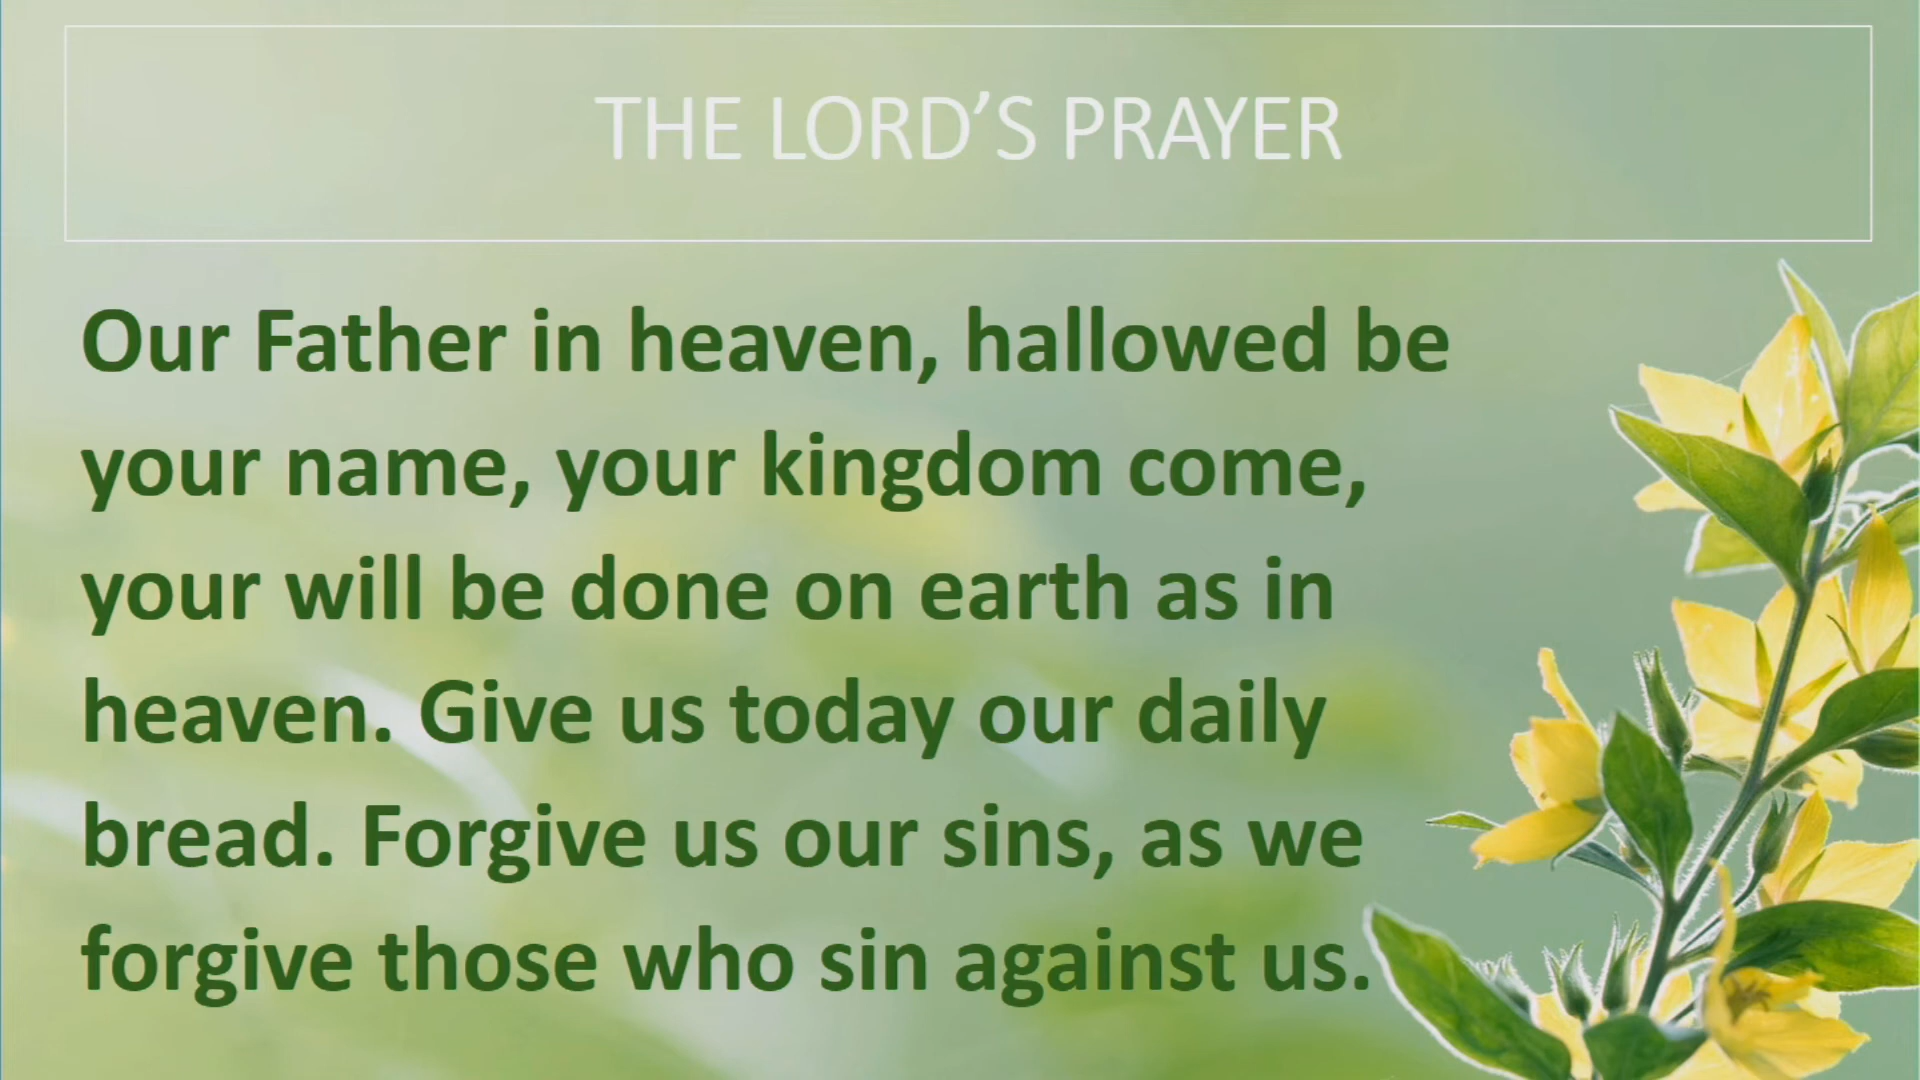 THE LORD’S PRAYER
Our Father in heaven, hallowed be
your name, your kingdom come,
your will be done on earth as in
heaven. Give us today our daily
bread. Forgive us our sins, as we
forgive those who sin against us.